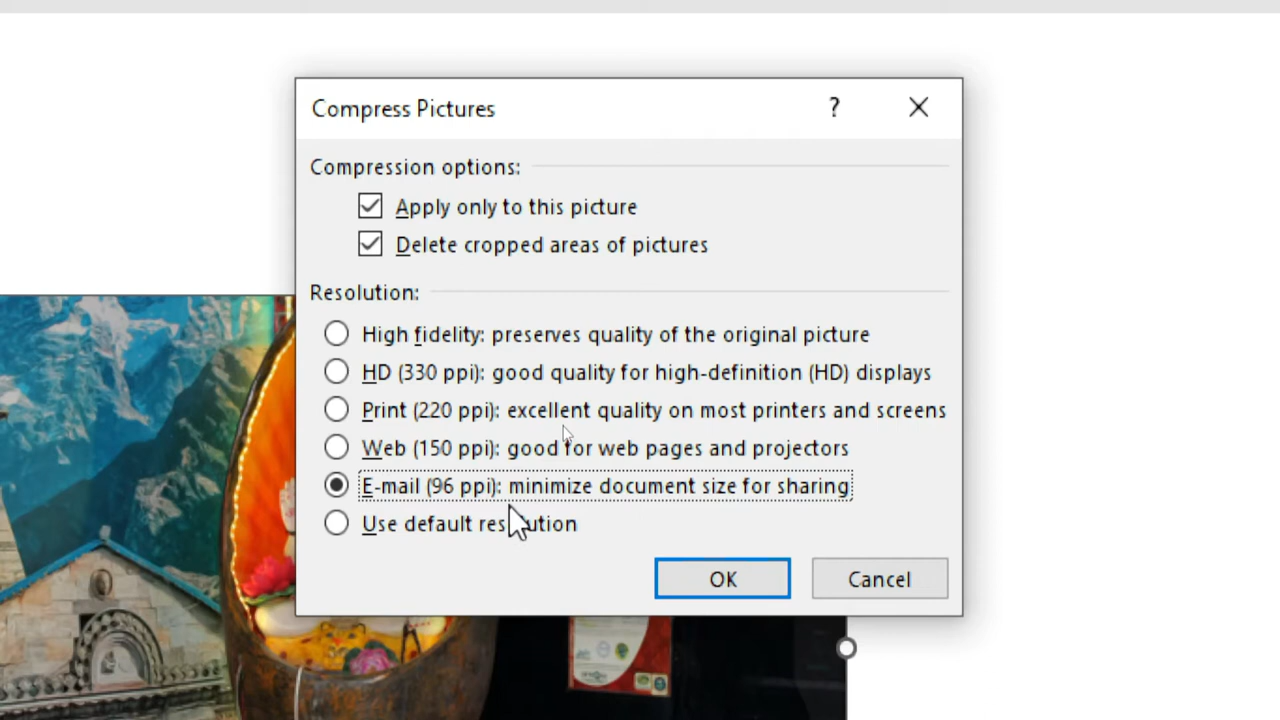 Compress Pictures
?
Compression options:
Apply only to this picture
Delete cropped areas of pictures
Resolution:
High fidelity: preserves quality of the original picture
HD (330 ppi): good quality for high-definition (HD) displays
Print (220 ppi): excellent quality on most printers and screens
Web (150 ppi): good for web pages and projectors
E-mail (96 ppi): minimize document size for sharing
Use default resolution
OK Cancel